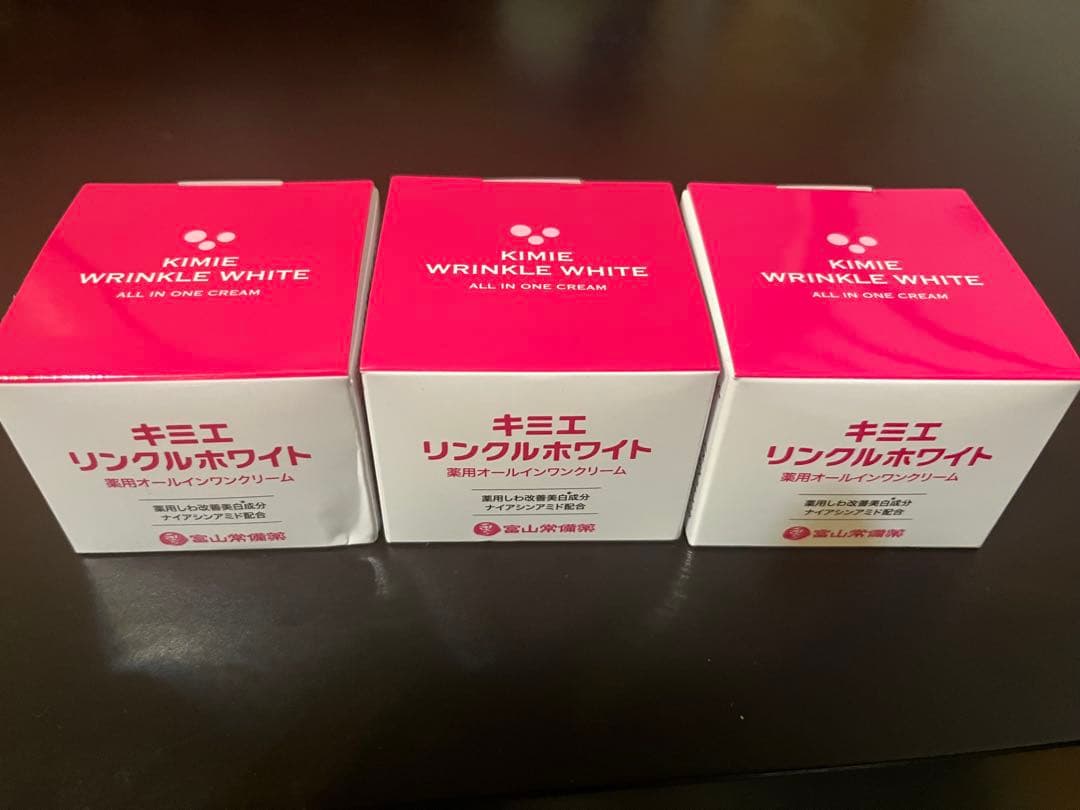 KIMIE
WRINKLE WHITE
ALL IN ONE CREAM
キミエ
リンクルホワイト
薬用オールインワンクリーム
薬用しわ改善美白*成分
ナイアシンアミド配合
富山常備薬
KIMIE
WRINKLE WHITE
ALL IN ONE CREAM
キミエ
リンクルホワイト
薬用オールインワンクリーム
薬用しわ改善美白*成分
ナイアシンアミド配合
富山常備薬
KIMIE
WRINKLE WHITE
ALL IN ONE CREAM
キミエ
リンクルホワイト
薬用オールインワンクリーム
薬用しわ改善美白*成分
ナイアシンアミド配合
富山常備薬